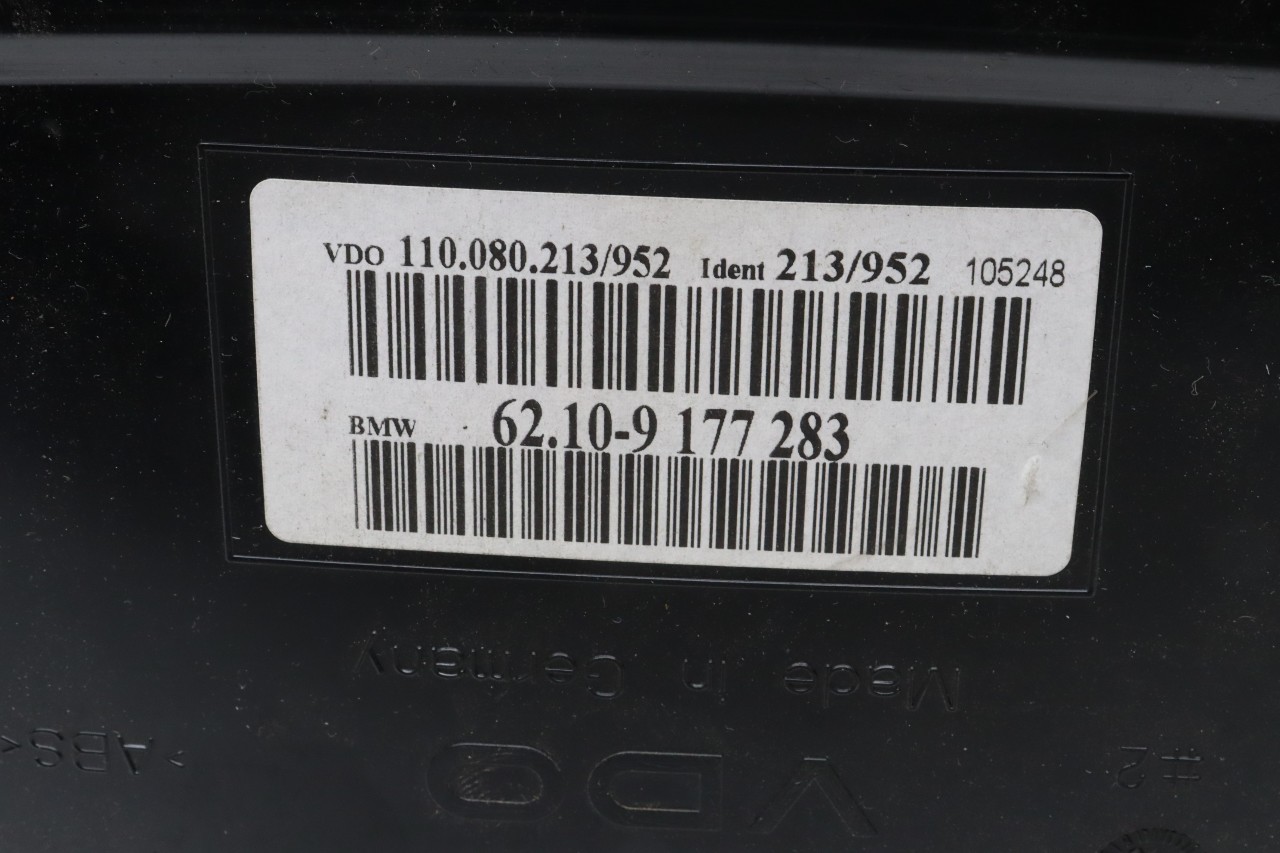 VDO 110.080.213/952 Ident 213/952 105248
BMW 62.10-9 177 283
Made in Germany
>ABS<
VDO
#2